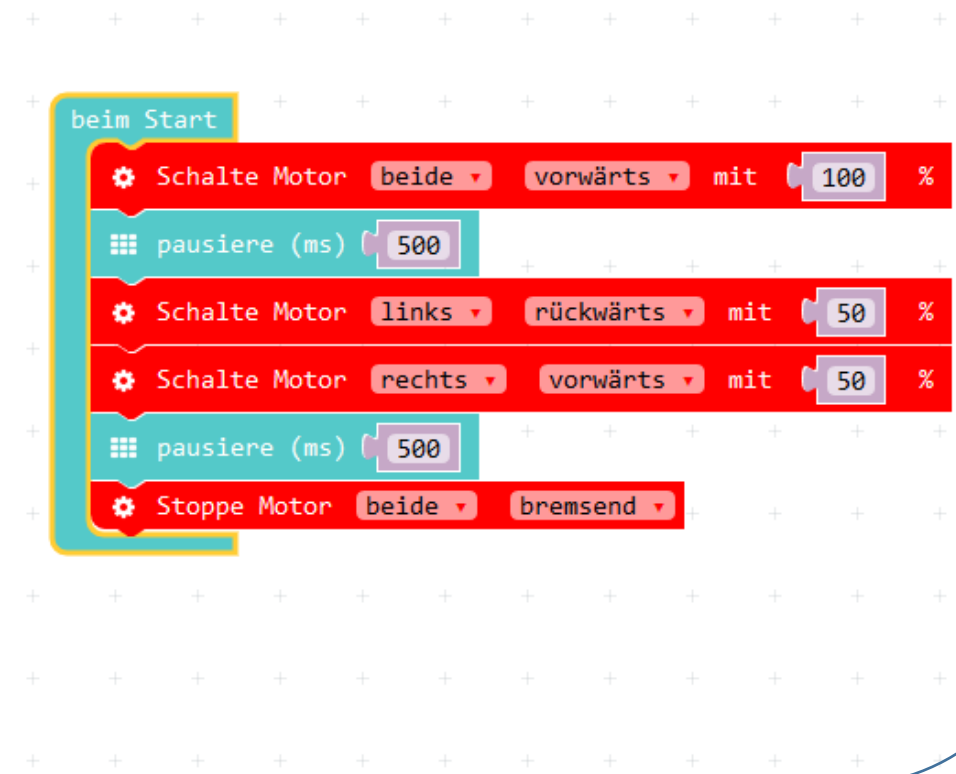 beim Start
Schalte Motor beide vorwärts mit 100 %
pausiere (ms) 500
Schalte Motor links rückwärts mit 50 %
Schalte Motor rechts vorwärts mit 50 %
pausiere (ms) 500
Stoppe Motor beide bremsend